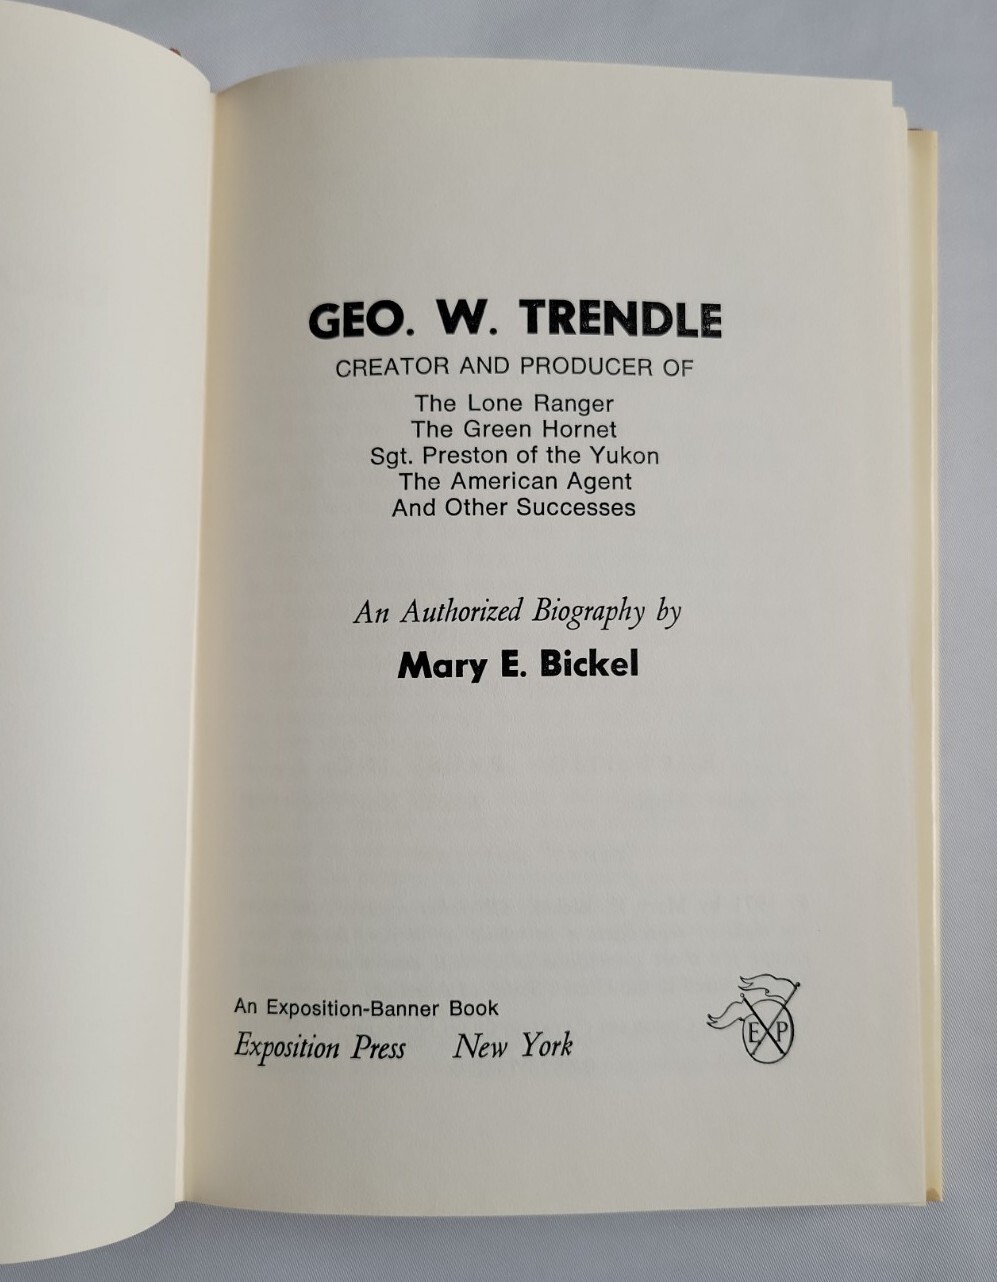 GEO. W. TRENDLE
CREATOR AND PRODUCER OF
The Lone Ranger
The Green Hornet
Sgt. Preston of the Yukon
The American Agent
And Other Successes
An Authorized Biography by
Mary E. Bickel
An Exposition-Banner Book
Exposition Press New York
E P